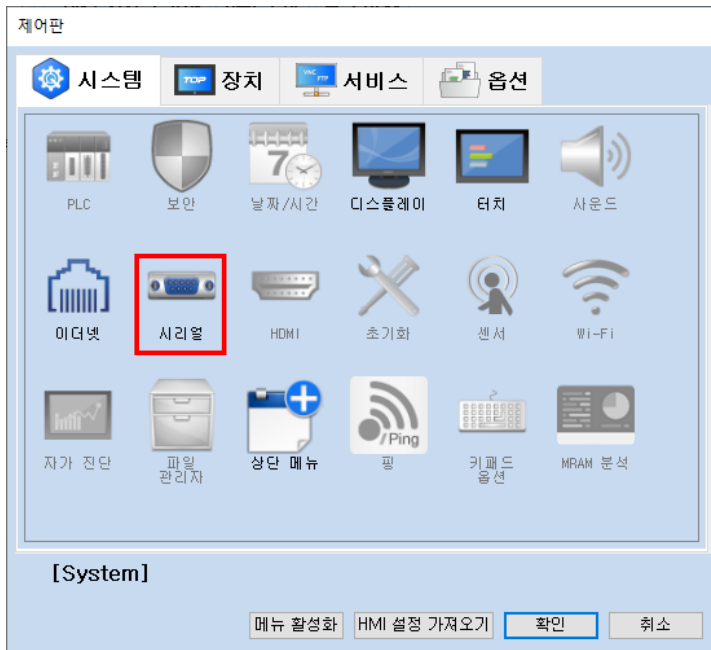 제어판
시스템
TOP 장치
VNC FTP 서비스
옵션
PLC
보안
7
날짜/시간
디스플레이
터치
사운드
이더넷
시리얼
HDMI
초기화
센서
Wi-Fi
자가 진단
파일
관리자
상단 메뉴
/Ping
핑
키패드
옵션
MRAM 분석
[System]
메뉴 활성화
HMI 설정 가져오기
확인
취소